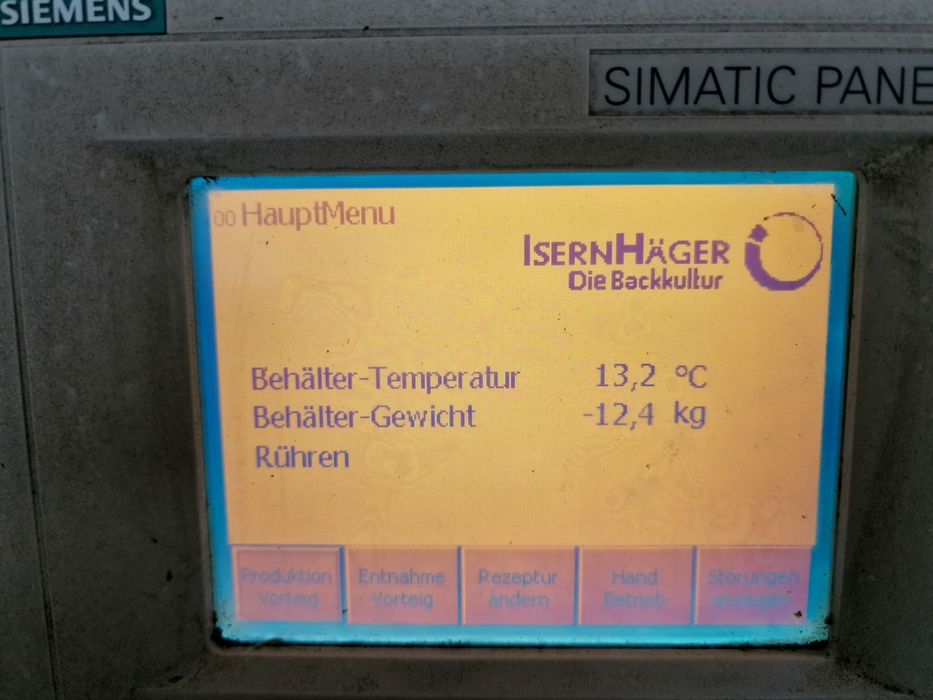 SIEMENS
SIMATIC PANE
00 HauptMenu
ISERNHÄGER
Die Backkultur
Behälter-Temperatur 13,2 °C
Behälter-Gewicht -12,4 kg
Rühren
Produktion Entnahme Rezeptur Hand Störungen
Vorteig Vorteig ändern Betrieb anzeigen